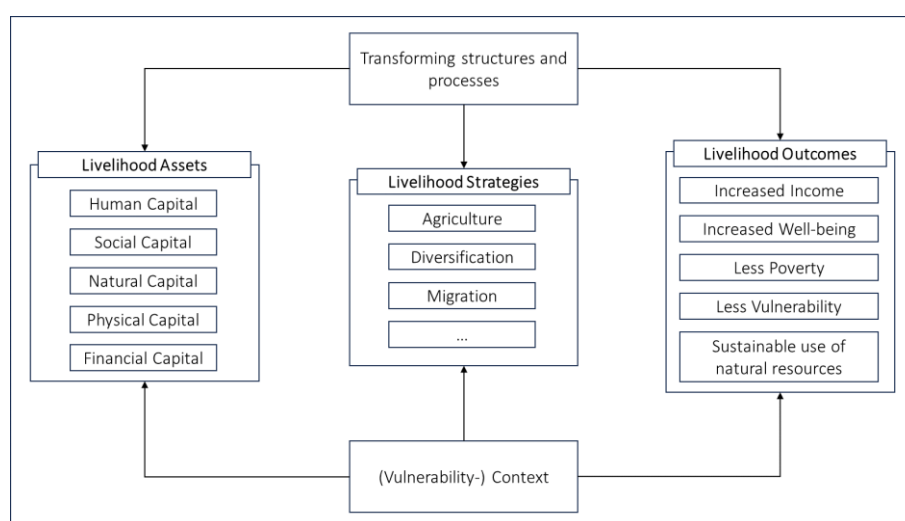 Transforming structures and
processes
Livelihood Assets
Human Capital
Social Capital
Natural Capital
Physical Capital
Financial Capital
Livelihood Strategies
Agriculture
Diversification
Migration
...
Livelihood Outcomes
Increased Income
Increased Well-being
Less Poverty
Less Vulnerability
Sustainable use of
natural resources
(Vulnerability-) Context